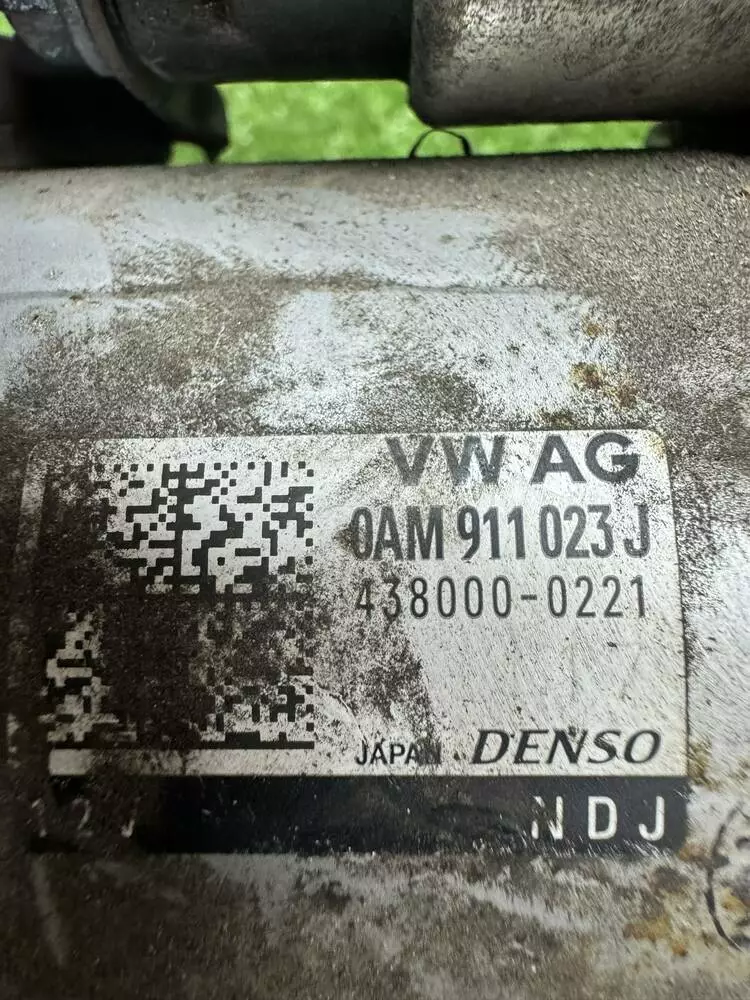 VW AG
0AM 911 023 J
438000-0221
JAPAN DENSO
NDJ